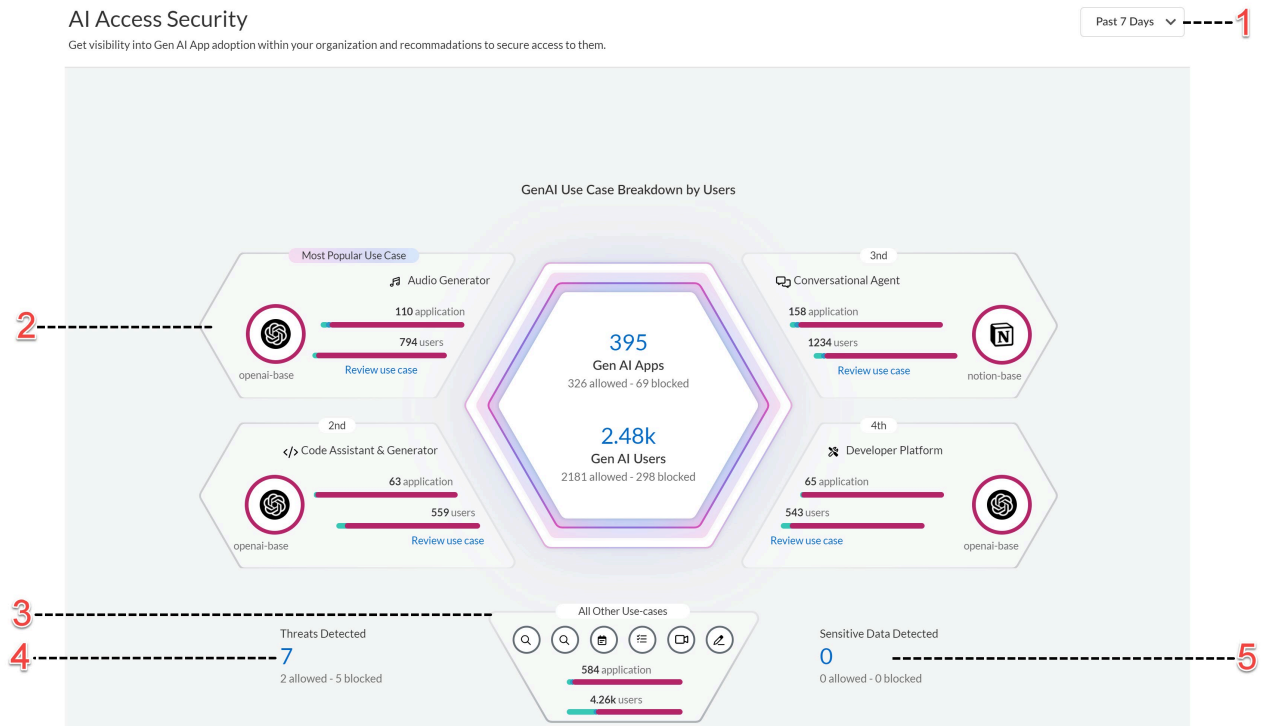 AI Access Security
Past 7 Days
1
Get visibility into Gen AI App adoption within your organization and recommadations to secure access to them.
GenAI Use Case Breakdown by Users
Most Popular Use Case
Audio Generator
110 application
794 users
Review use case
openai-base
2
2nd
</> Code Assistant & Generator
63 application
559 users
Review use case
openai-base
395
Gen AI Apps
326 allowed - 69 blocked
2.48k
Gen AI Users
2181 allowed - 298 blocked
3nd
Conversational Agent
158 application
1234 users
Review use case
N
notion-base
4th
Developer Platform
65 application
543 users
Review use case
openai-base
3
All Other Use-cases
584 application
4.26k users
Threats Detected
4
7
2 allowed - 5 blocked
Sensitive Data Detected
0
5
0 allowed - 0 blocked